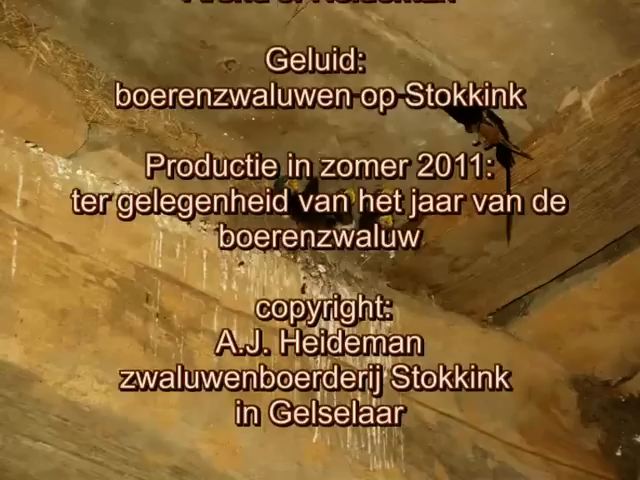 Geluid:
boerenzwaluwen op Stokkink
Productie in zomer 2011:
ter gelegenheid van het jaar van de
boerenzwaluw
copyright:
A.J. Heideman
zwaluwenboerderij Stokkink
in Gelselaar